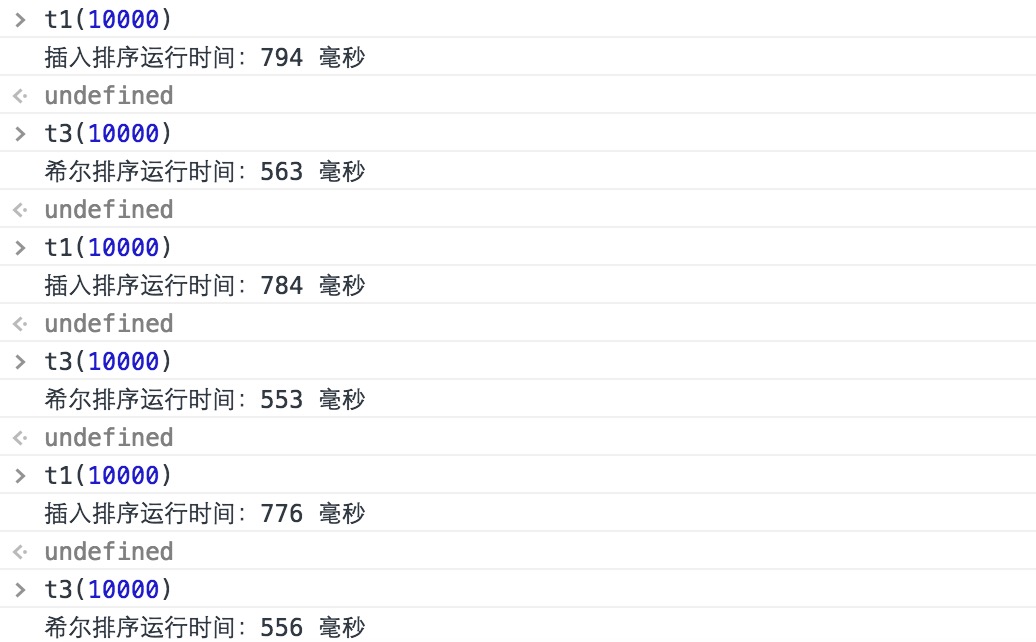 > t1(10000)
插入排序运行时间：794 毫秒
<· undefined
> t3(10000)
希尔排序运行时间：563 毫秒
<· undefined
> t1(10000)
插入排序运行时间：784 毫秒
<· undefined
> t3(10000)
希尔排序运行时间：553 毫秒
<· undefined
> t1(10000)
插入排序运行时间：776 毫秒
<· undefined
> t3(10000)
希尔排序运行时间：556 毫秒